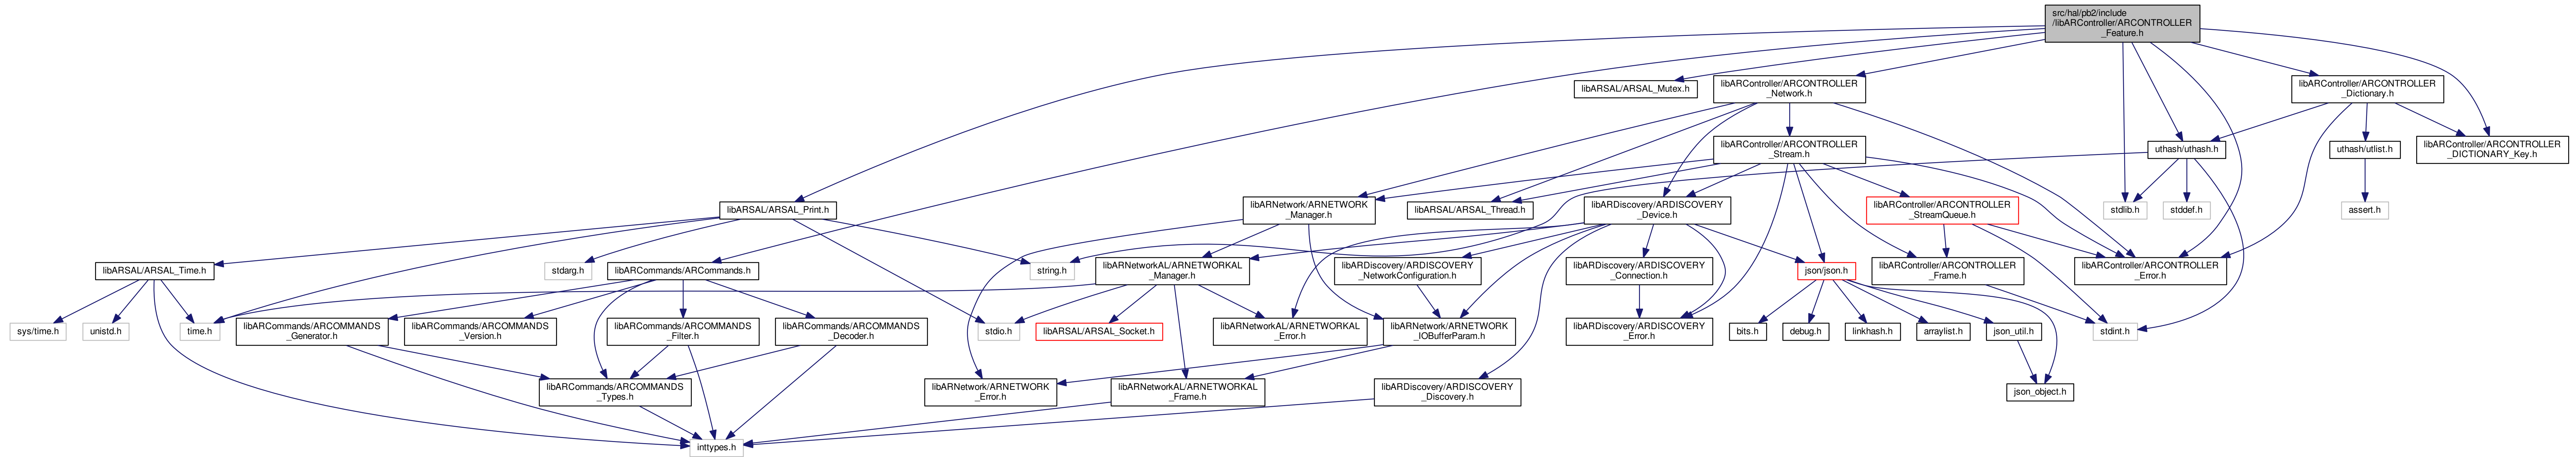 src/hal/pb2/include
/libARController/ARCONTROLLER
_Feature.h
libARSAL/ARSAL_Mutex.h
libARController/ARCONTROLLER
_Network.h
libARController/ARCONTROLLER
_Dictionary.h
libARController/ARCONTROLLER
_Stream.h
uthash/uthash.h
uthash/utlist.h
libARController/ARCONTROLLER
_DICTIONARY_Key.h
libARSAL/ARSAL_Print.h
libARNetwork/ARNETWORK
_Manager.h
libARSAL/ARSAL_Thread.h
libARDiscovery/ARDISCOVERY
_Device.h
libARController/ARCONTROLLER
_StreamQueue.h
stdlib.h
stddef.h
assert.h
libARSAL/ARSAL_Time.h
stdarg.h
libARCommands/ARCommands.h
string.h
libARNetworkAL/ARNETWORKAL
_Manager.h
libARDiscovery/ARDISCOVERY
_NetworkConfiguration.h
libARDiscovery/ARDISCOVERY
_Connection.h
json/json.h
libARController/ARCONTROLLER
_Frame.h
libARController/ARCONTROLLER
_Error.h
sys/time.h
unistd.h
time.h
libARCommands/ARCOMMANDS
_Generator.h
libARCommands/ARCOMMANDS
_Version.h
libARCommands/ARCOMMANDS
_Filter.h
libARCommands/ARCOMMANDS
_Decoder.h
stdio.h
libARSAL/ARSAL_Socket.h
libARNetworkAL/ARNETWORKAL
_Error.h
libARNetwork/ARNETWORK
_IOBufferParam.h
libARDiscovery/ARDISCOVERY
_Error.h
bits.h
debug.h
linkhash.h
arraylist.h
json_util.h
stdint.h
libARCommands/ARCOMMANDS
_Types.h
libARNetwork/ARNETWORK
_Error.h
libARNetworkAL/ARNETWORKAL
_Frame.h
libARDiscovery/ARDISCOVERY
_Discovery.h
json_object.h
inttypes.h